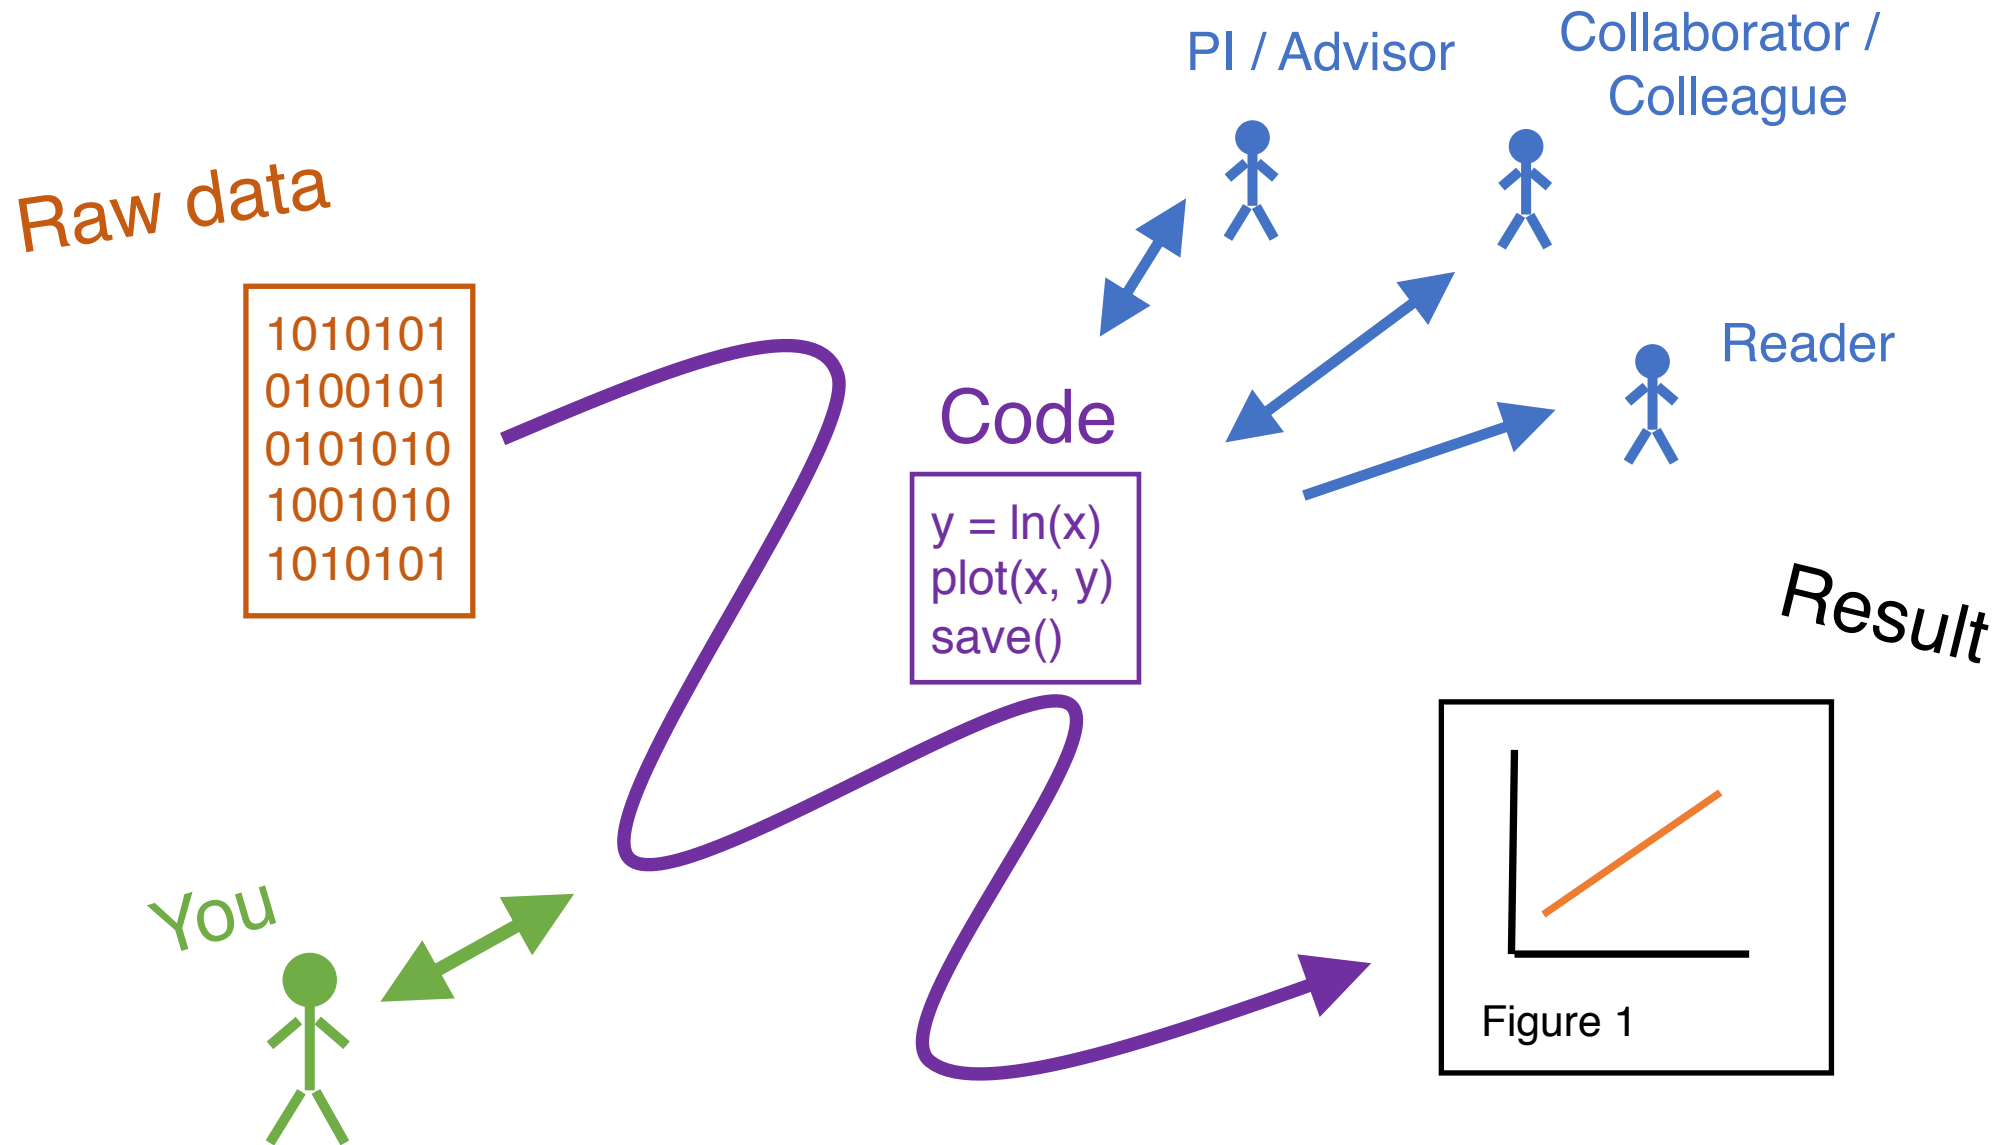 PI / Advisor
Collaborator /
Colleague
Raw data
1010101
0100101
0101010
1001010
1010101
Reader
Code
y = ln(x)
plot(x, y)
save()
Result
You
Figure 1